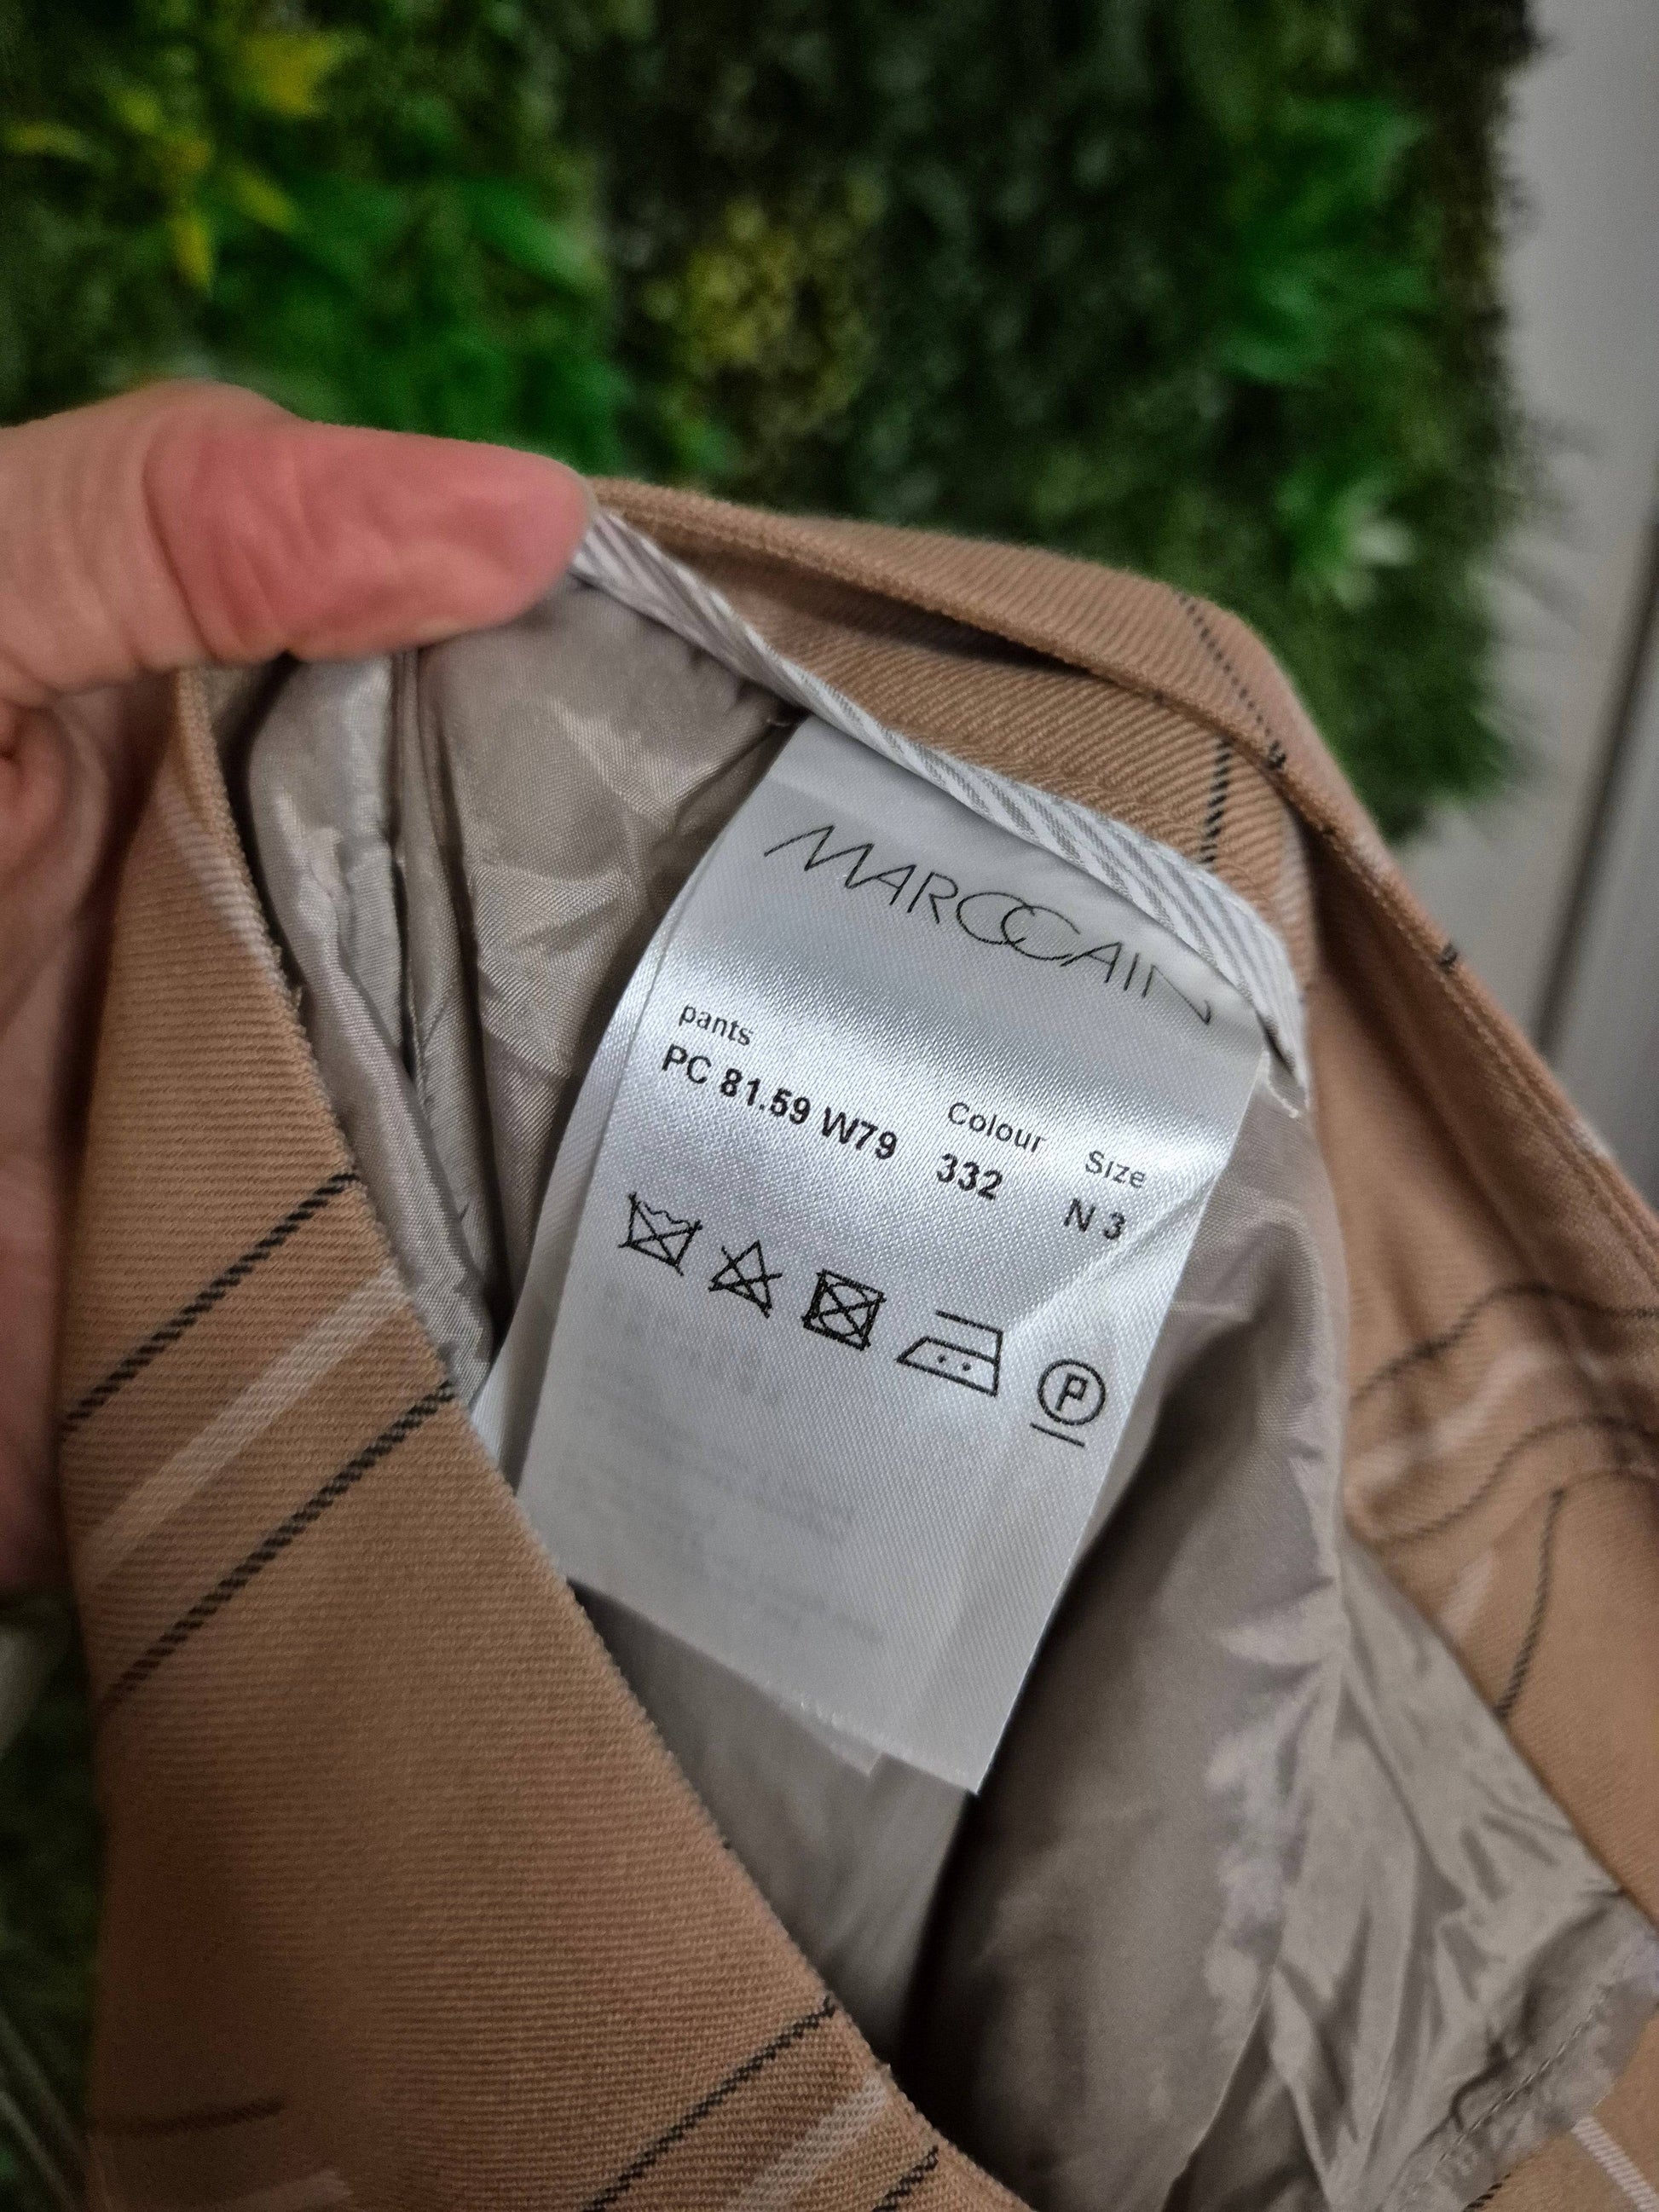 MARCCAIN
pants Colour Size
PC 81.59 W79 332 N 3
P